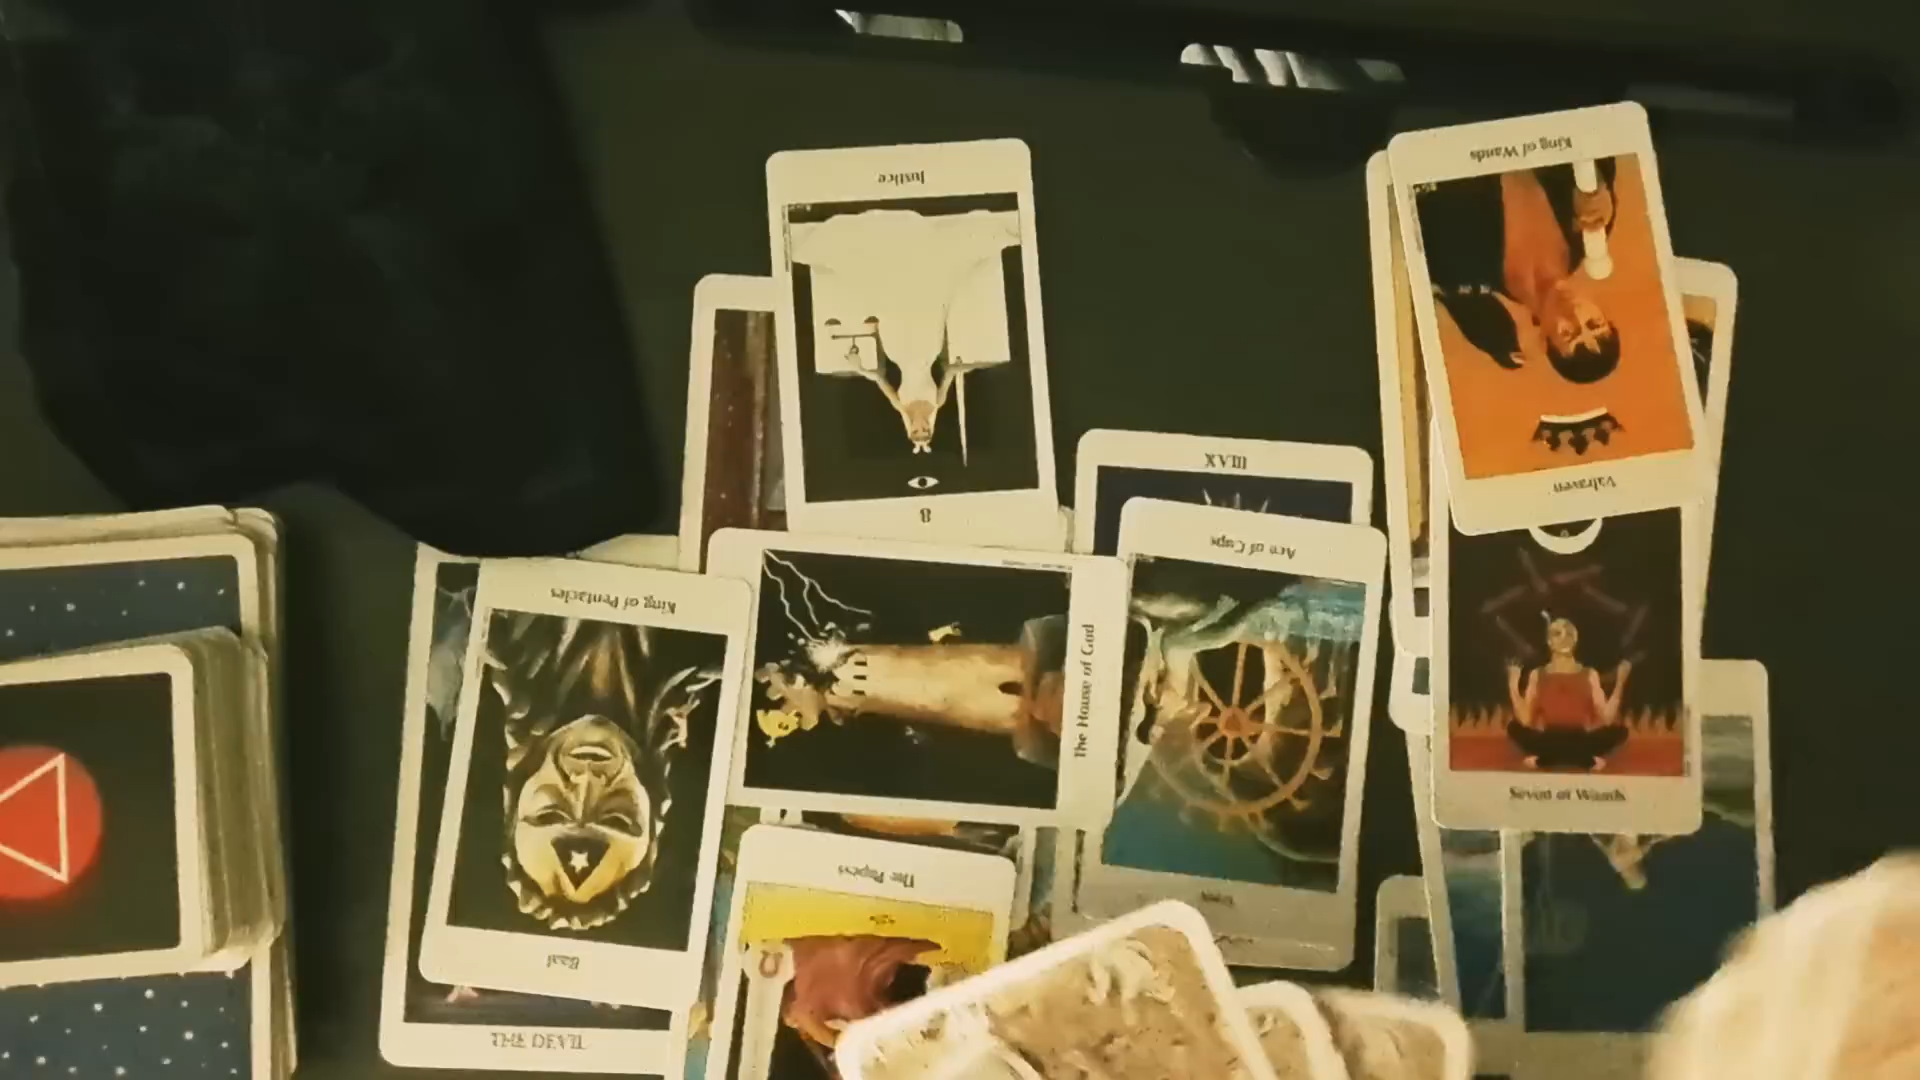 King of Wands
Justice
8
XVIII
Valraven
Ace of Cups
King of Pentacles
The House of God
Seven of Wands
The Papess
Baal
THE DEVIL